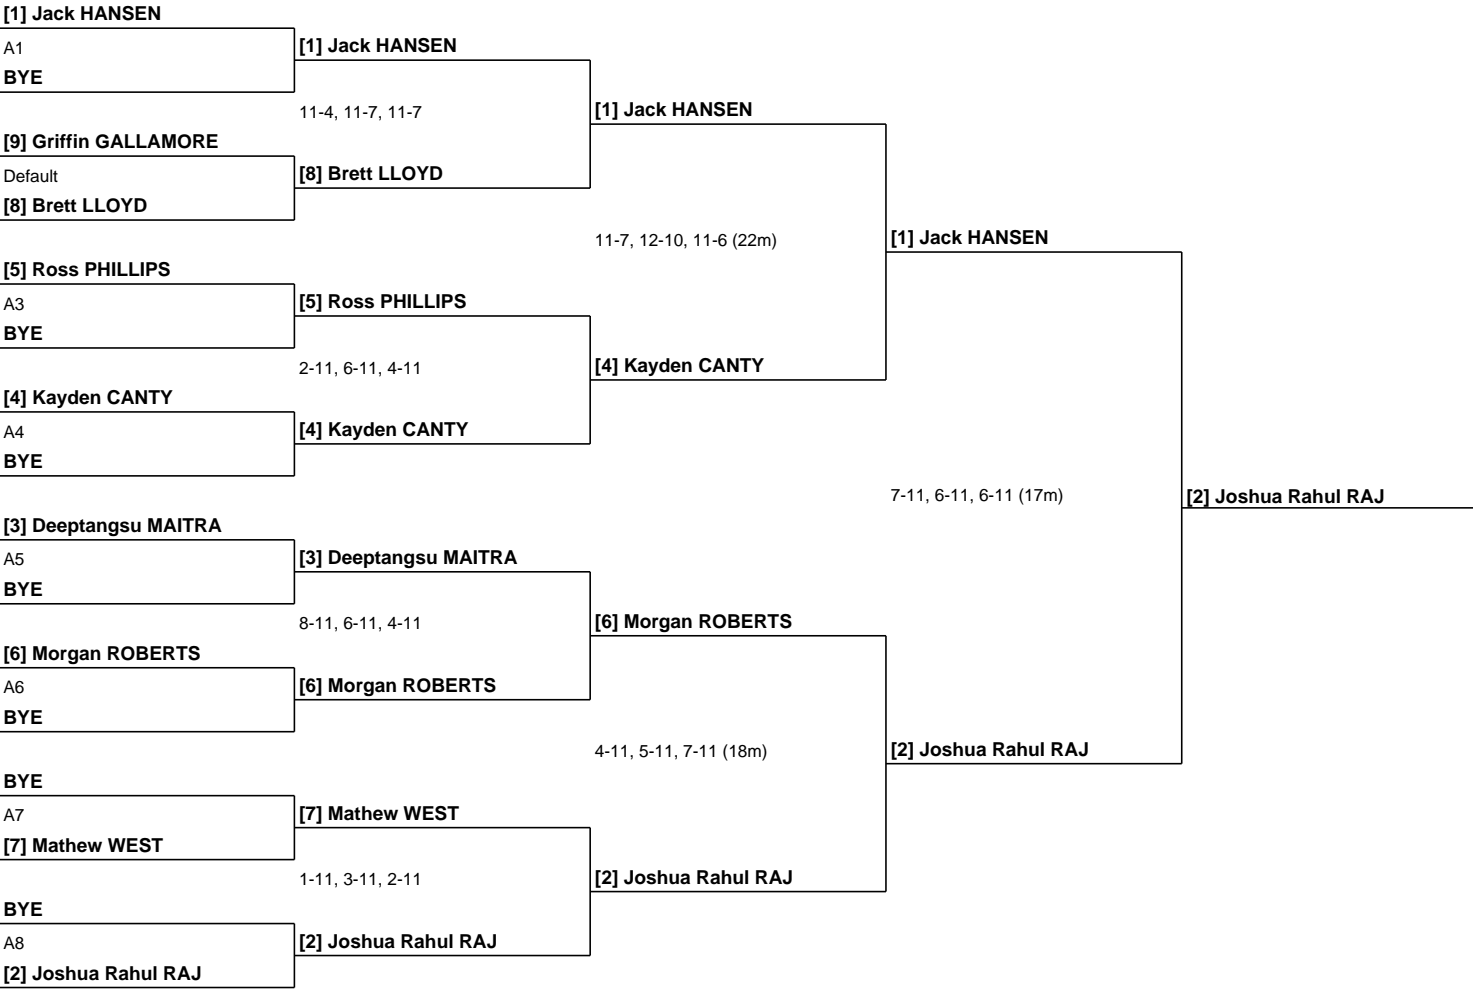 [1] Jack HANSEN
A1
BYE
[9] Griffin GALLAMORE
Default
[8] Brett LLOYD
[5] Ross PHILLIPS
A3
BYE
[4] Kayden CANTY
A4
BYE
[3] Deeptangsu MAITRA
A5
BYE
[6] Morgan ROBERTS
A6
BYE
BYE
A7
[7] Mathew WEST
BYE
A8
[2] Joshua Rahul RAJ
[1] Jack HANSEN
11-4, 11-7, 11-7
[8] Brett LLOYD
[5] Ross PHILLIPS
2-11, 6-11, 4-11
[4] Kayden CANTY
[3] Deeptangsu MAITRA
8-11, 6-11, 4-11
[6] Morgan ROBERTS
[7] Mathew WEST
1-11, 3-11, 2-11
[2] Joshua Rahul RAJ
[1] Jack HANSEN
11-7, 12-10, 11-6 (22m)
[4] Kayden CANTY
[6] Morgan ROBERTS
4-11, 5-11, 7-11 (18m)
[2] Joshua Rahul RAJ
[1] Jack HANSEN
7-11, 6-11, 6-11 (17m)
[2] Joshua Rahul RAJ
[2] Joshua Rahul RAJ